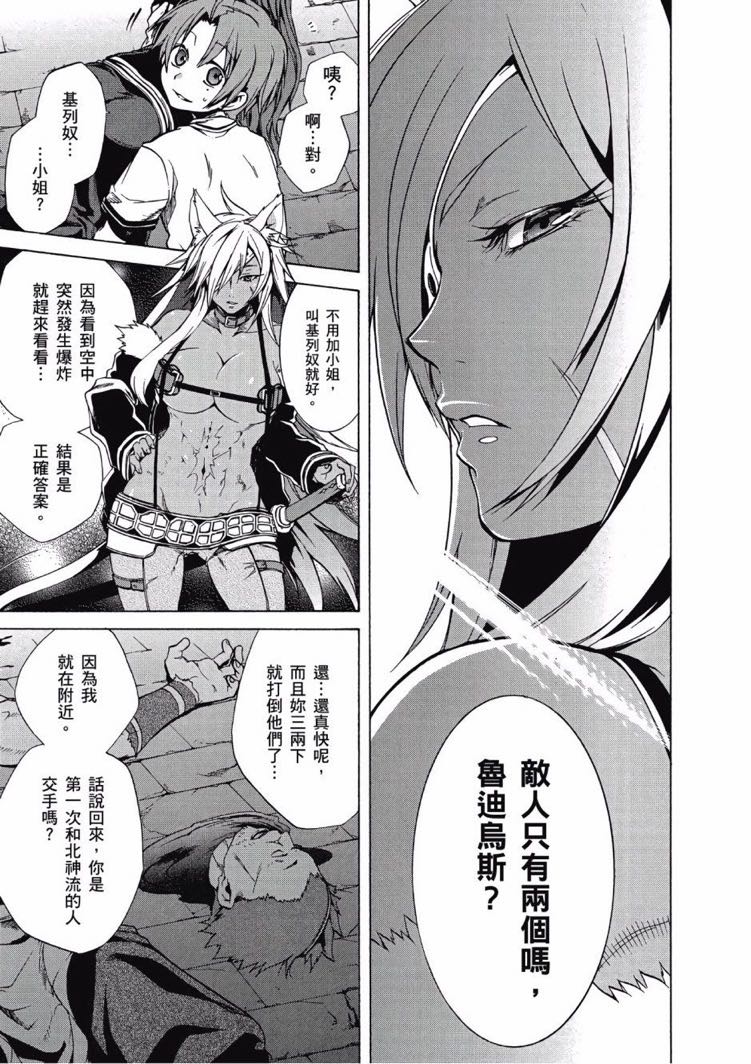 敵人只有兩個嗎，
魯迪烏斯？
咦？
啊…對。
基列奴…
…小姐？
不用加小姐，
叫基列奴就好。
因為看到空中
突然發生爆炸
就趕來看看…
結果是
正確答案。
還…還真快呢，
而且妳三兩下
就打倒他們了…
因為我
就在附近。
話說回來，你是
第一次和北神流的人
交手嗎？